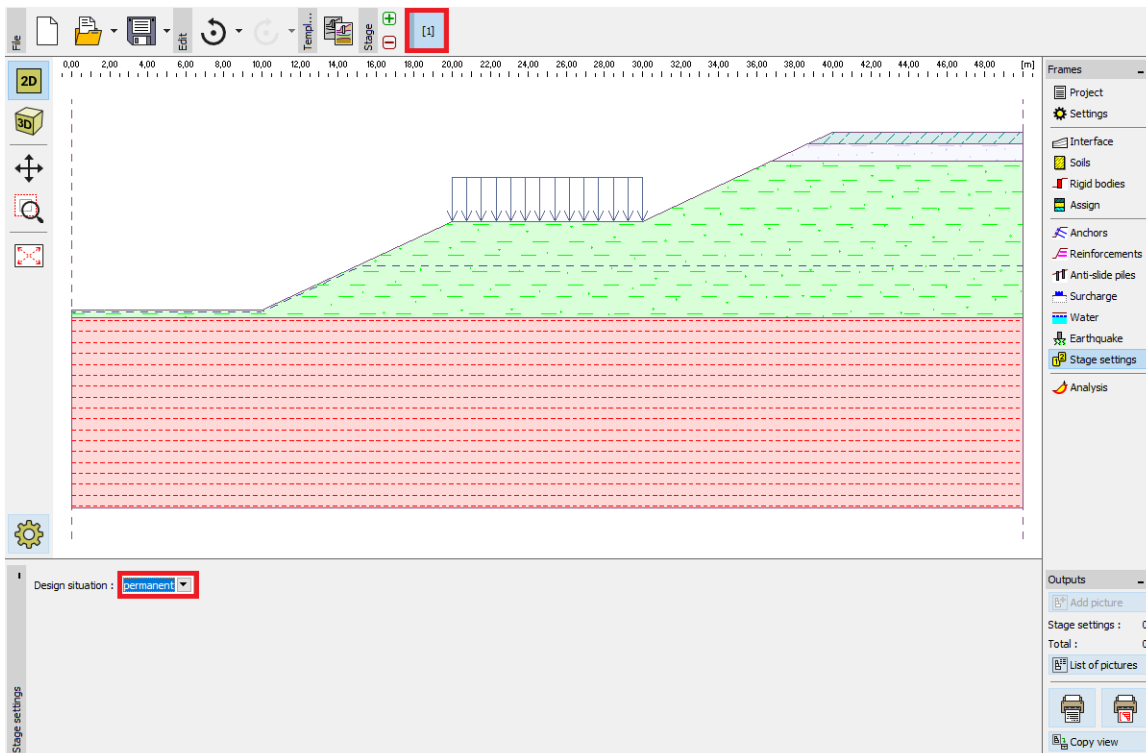 File
Edit
Templ...
Stage
[1]
2D
3D
0,00 2,00 4,00 6,00 8,00 10,00 12,00 14,00 16,00 18,00 20,00 22,00 24,00 26,00 28,00 30,00 32,00 34,00 36,00 38,00 40,00 42,00 44,00 46,00 48,00 [m]
Frames
Project
Settings
Interface
Soils
Rigid bodies
Assign
Anchors
Reinforcements
Anti-slide piles
Surcharge
Water
Earthquake
Stage settings
Analysis
Stage settings
Design situation : permanent
Outputs
Add picture
Stage settings : 0
Total : 0
List of pictures
Copy view